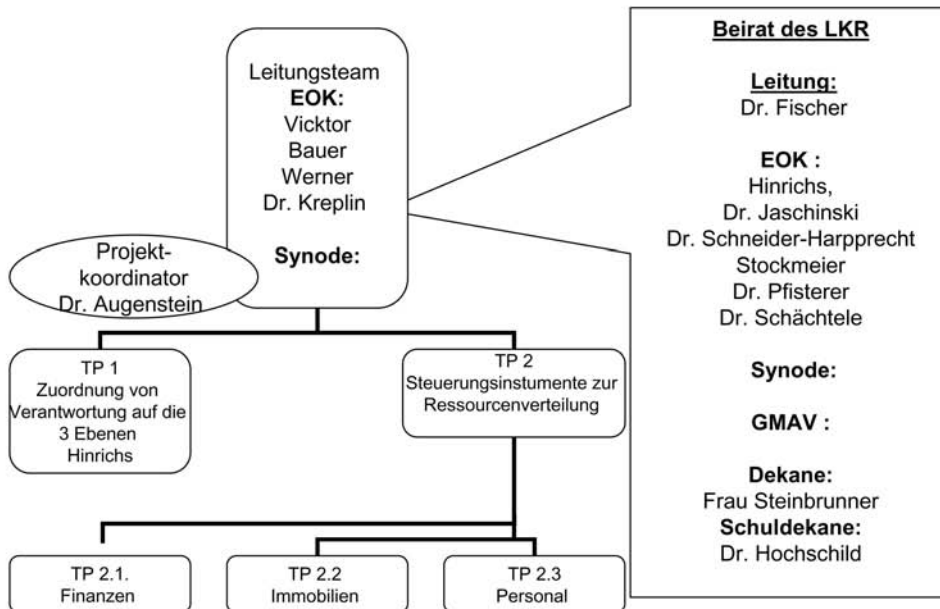 Leitungsteam
EOK:
Vicktor
Bauer
Werner
Dr. Kreplin
Synode:
Projekt-
koordinator
Dr. Augenstein
TP 1
Zuordnung von
Verantwortung auf die
3 Ebenen
Hinrichs
TP 2
Steuerungsinstumente zur
Ressourcenverteilung
TP 2.1.
Finanzen
TP 2.2
Immobilien
TP 2.3
Personal
Beirat des LKR
Leitung:
Dr. Fischer
EOK :
Hinrichs,
Dr. Jaschinski
Dr. Schneider-Harpprecht
Stockmeier
Dr. Pfisterer
Dr. Schächtele
Synode:
GMAV :
Dekane:
Frau Steinbrunner
Schuldekane:
Dr. Hochschild